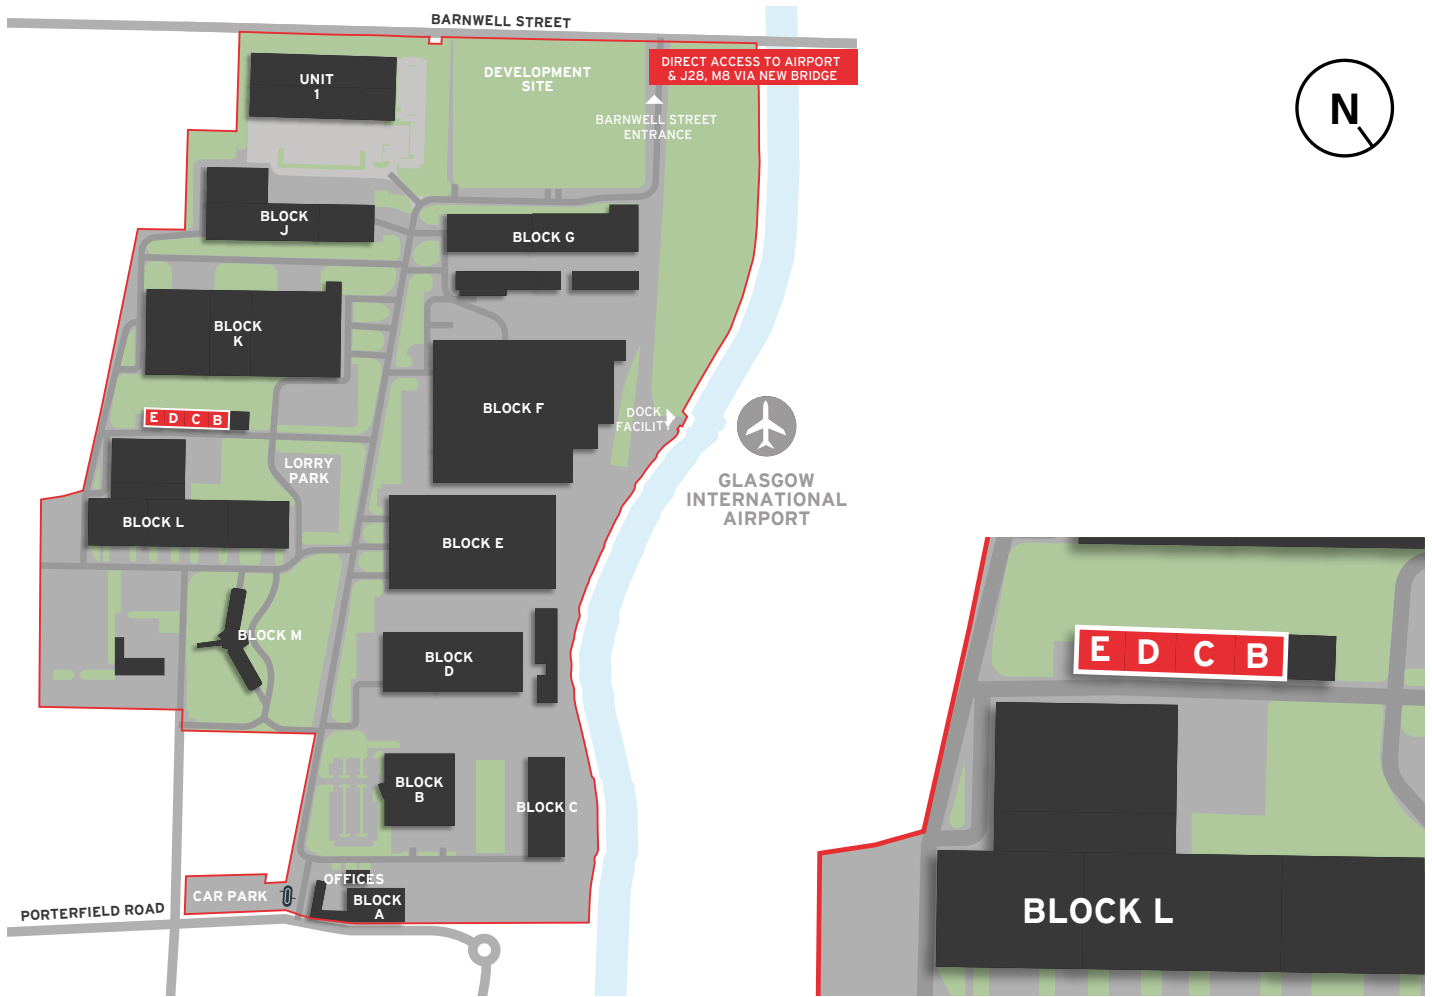 BARNWELL STREET
UNIT
1
DEVELOPMENT
SITE
DIRECT ACCESS TO AIRPORT
& J28, M8 VIA NEW BRIDGE
BARNWELL STREET
ENTRANCE
N
BLOCK
J
BLOCK G
BLOCK
K
BLOCK F
DOCK
FACILITY
E D C B
LORRY
PARK
GLASGOW
INTERNATIONAL
AIRPORT
BLOCK L
BLOCK E
BLOCK M
BLOCK
D
BLOCK
B
BLOCK C
OFFICES
CAR PARK
BLOCK
A
PORTERFIELD ROAD
E D C B
BLOCK L